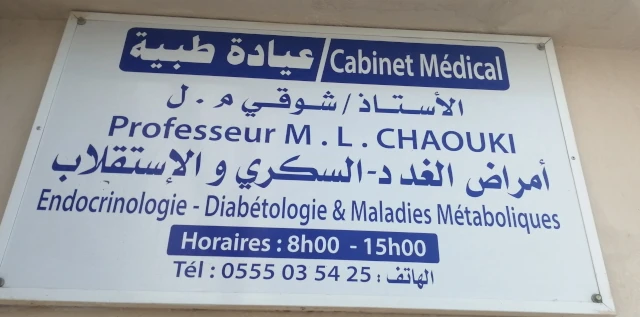 عيادة طبية / Cabinet Médical
الأستاذ / شوقي م . ل
Professeur M . L . CHAOUKI
أمراض الغدد - السكري و الإستقلاب
Endocrinologie - Diabétologie & Maladies Métaboliques
Horaires : 8h00 - 15h00
Tél : 0555 03 54 25 : الهاتف